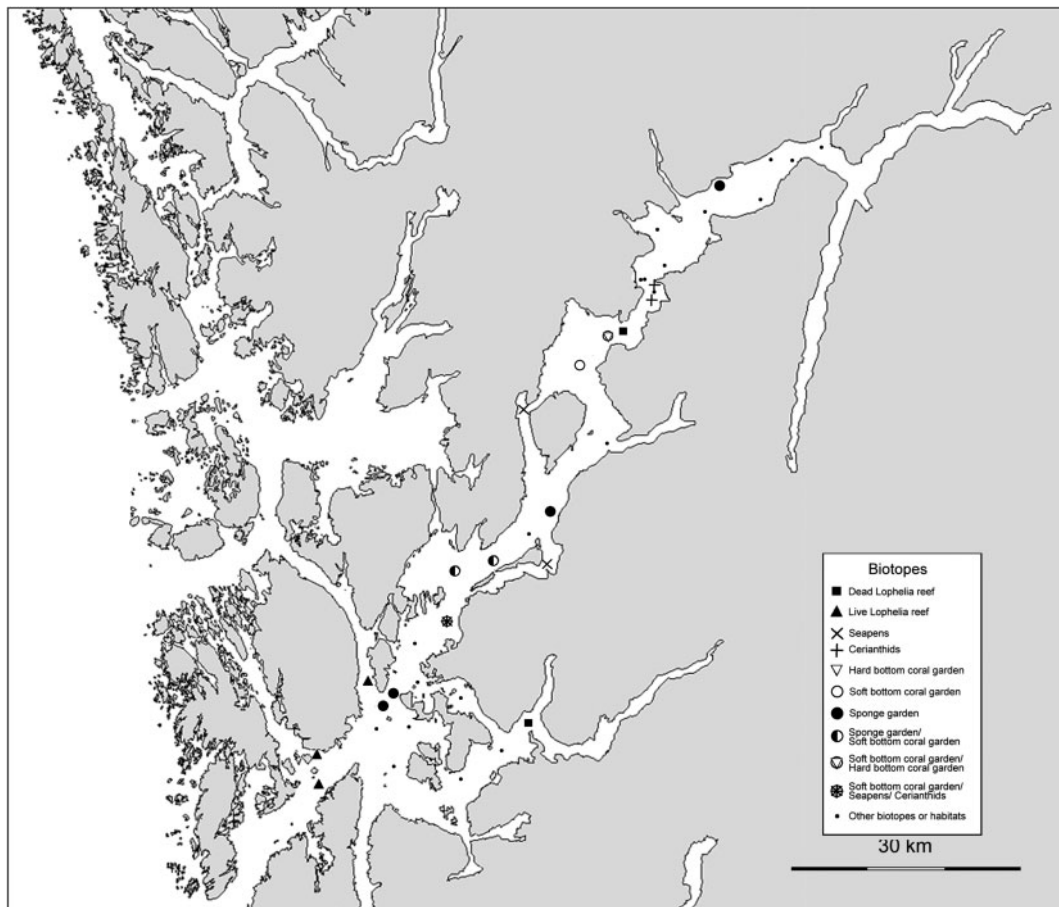 Biotopes
Dead Lophelia reef
Live Lophelia reef
Seapens
Cerianthids
Hard bottom coral garden
Soft bottom coral garden
Sponge garden
Sponge garden/
Soft bottom coral garden
Soft bottom coral garden/
Hard bottom coral garden
Soft bottom coral garden/
Seapens/ Cerianthids
Other biotopes or habitats
30 km